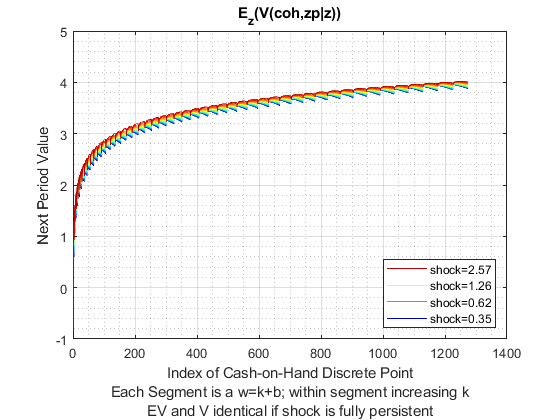 E_z(V(coh,zp|z))
Next Period Value
5
4
3
2
1
0
-1
0
200
400
600
800
1000
1200
1400
shock=2.57
shock=1.26
shock=0.62
shock=0.35
Index of Cash-on-Hand Discrete Point
Each Segment is a w=k+b; within segment increasing k
EV and V identical if shock is fully persistent